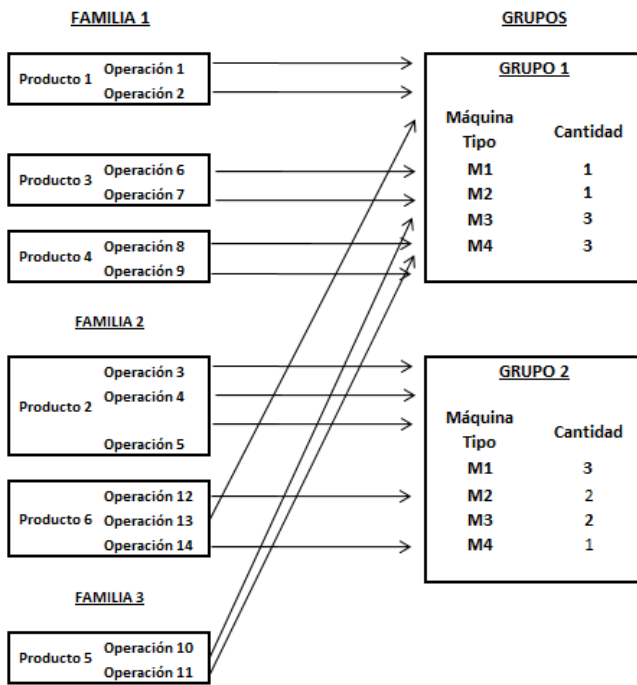 FAMILIA 1
Producto 1
Operación 1
Operación 2
Producto 3
Operación 6
Operación 7
Producto 4
Operación 8
Operación 9
FAMILIA 2
Producto 2
Operación 3
Operación 4
Operación 5
Producto 6
Operación 12
Operación 13
Operación 14
FAMILIA 3
Producto 5
Operación 10
Operación 11
GRUPOS
GRUPO 1
Máquina
Tipo
Cantidad
M1 1
M2 1
M3 3
M4 3
GRUPO 2
Máquina
Tipo
Cantidad
M1 3
M2 2
M3 2
M4 1